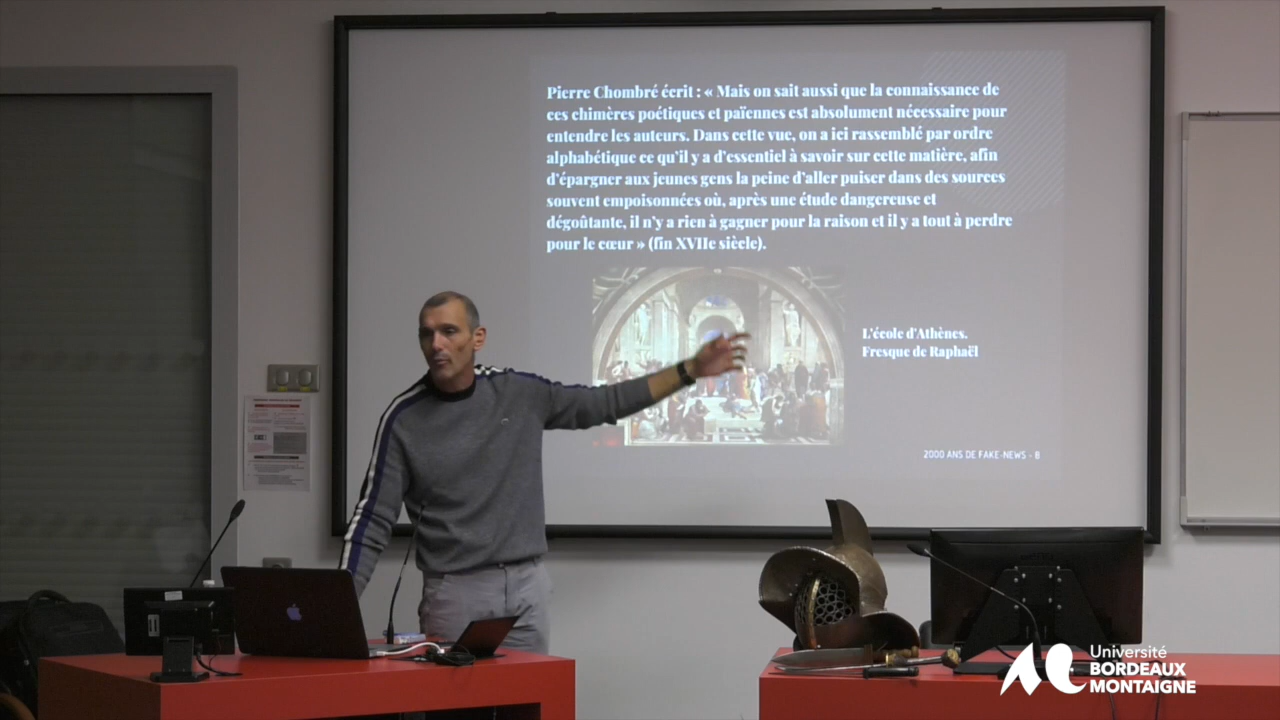 Pierre Chombré écrit : « Mais on sait aussi que la connaissance de
ces chimères poétiques et païennes est absolument nécessaire pour
entendre les auteurs. Dans cette vue, on a ici rassemblé par ordre
alphabétique ce qu'il y a d'essentiel à savoir sur cette matière, afin
d'épargner aux jeunes gens la peine d'aller puiser dans des sources
souvent empoisonnées où, après une étude dangereuse et
dégoûtante, il n'y a rien à gagner pour la raison et il y a tout à perdre
pour le cœur » (fin XVIIe siècle).
L'école d'Athènes.
Fresque de Raphaël
2000 ANS DE FAKE-NEWS - 8
Université
BORDEAUX
MONTAIGNE